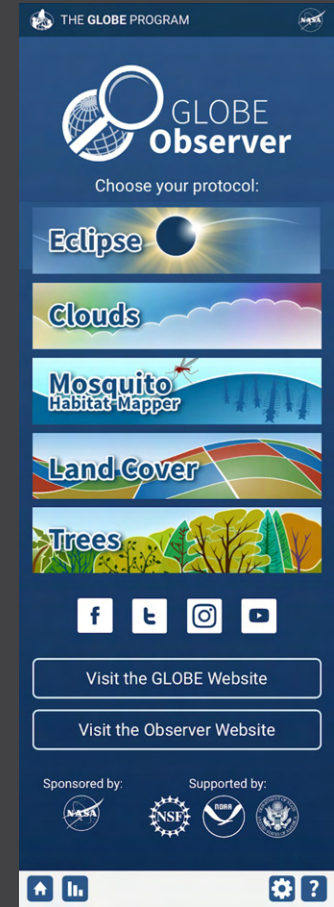 THE GLOBE PROGRAM
NASA
GLOBE
Observer
Choose your protocol:
Eclipse
Clouds
Mosquito
Habitat Mapper
Land Cover
Trees
Visit the GLOBE Website
Visit the Observer Website
Sponsored by:
Supported by:
NASA
NSF
NOAA
?